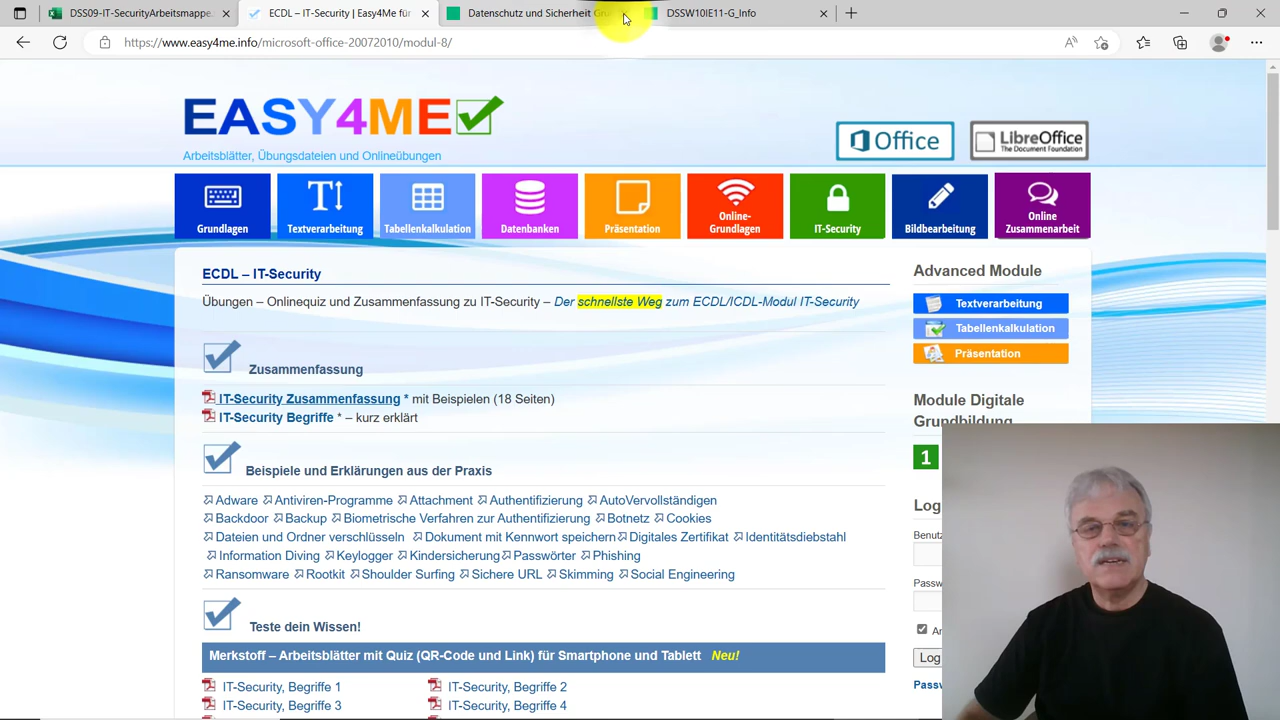 DSS09-IT-SecurityArbeitsmappe. ECDL – IT-Security | Easy4Me für Datenschutz und Sicherheit DSSW10IE11-G_Info
https://www.easy4me.info/microsoft-office-20072010/modul-8/
EASY4ME
Arbeitsblätter, Übungsdateien und Onlineübungen
Office
LibreOffice
The Document Foundation
Grundlagen Textverarbeitung Tabellenkalkulation Datenbanken Präsentation Online-Grundlagen IT-Security Bildbearbeitung Online Zusammenarbeit
ECDL – IT-Security
Übungen – Onlinequiz und Zusammenfassung zu IT-Security – Der schnellste Weg zum ECDL/ICDL-Modul IT-Security
Zusammenfassung
IT-Security Zusammenfassung * mit Beispielen (18 Seiten)
IT-Security Begriffe * – kurz erklärt
Beispiele und Erklärungen aus der Praxis
Adware Antiviren-Programme Attachment Authentifizierung AutoVervollständigen
Backdoor Backup Biometrische Verfahren zur Authentifizierung Botnetz Cookies
Dateien und Ordner verschlüsseln Dokument mit Kennwort speichern Digitales Zertifikat Identitätsdiebstahl
Information Diving Keylogger Kindersicherung Passwörter Phishing
Ransomware Rootkit Shoulder Surfing Sichere URL Skimming Social Engineering
Teste dein Wissen!
Merkstoff – Arbeitsblätter mit Quiz (QR-Code und Link) für Smartphone und Tablett Neu!
IT-Security, Begriffe 1 IT-Security, Begriffe 2
IT-Security, Begriffe 3 IT-Security, Begriffe 4
Advanced Module
Textverarbeitung
Tabellenkalkulation
Präsentation
Module Digitale
Grundbildung
1
Log
Benutz
Passw
An
Log
Passw